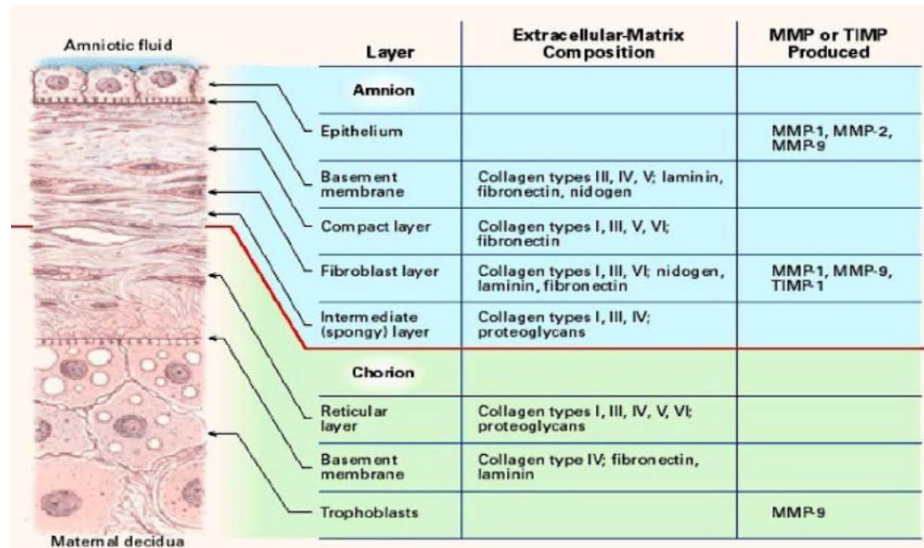 Amniotic fluid
Layer
Extracellular-Matrix
Composition
MMP or TIMP
Produced
Amnion
Epithelium
MMP-1, MMP-2,
MMP-9
Basement
membrane
Collagen types III, IV, V; laminin,
fibronectin, nidogen
Compact layer
Collagen types I, III, V, VI;
fibronectin
Fibroblast layer
Collagen types I, III, VI; nidogen,
laminin, fibronectin
MMP-1, MMP-9,
TIMP-1
Intermediate
(spongy) layer
Collagen types I, III, IV;
proteoglycans
Chorion
Reticular
layer
Collagen types I, III, IV, V, VI;
proteoglycans
Basement
membrane
Collagen type IV; fibronectin,
laminin
Trophoblasts
MMP-9
Maternal decidua